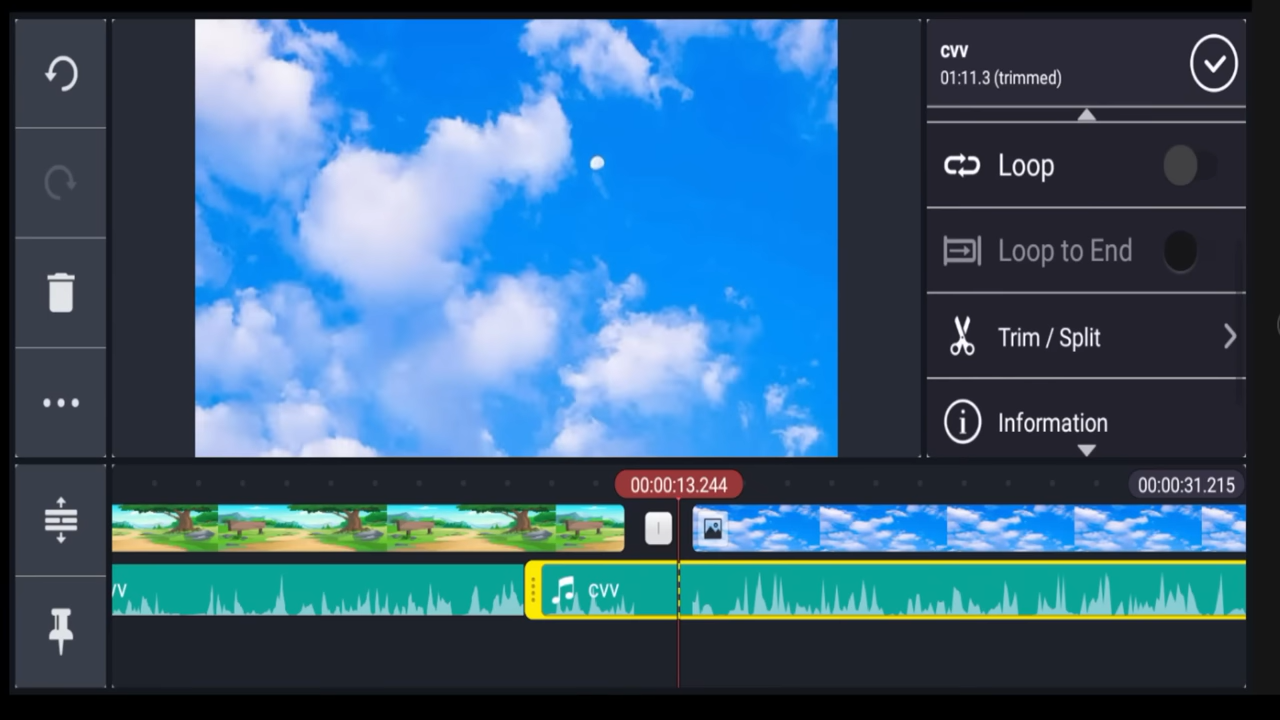 cvv
01:11.3 (trimmed)
Loop
Loop to End
Trim / Split
Information
00:00:13.244
00:00:31.215
cvv